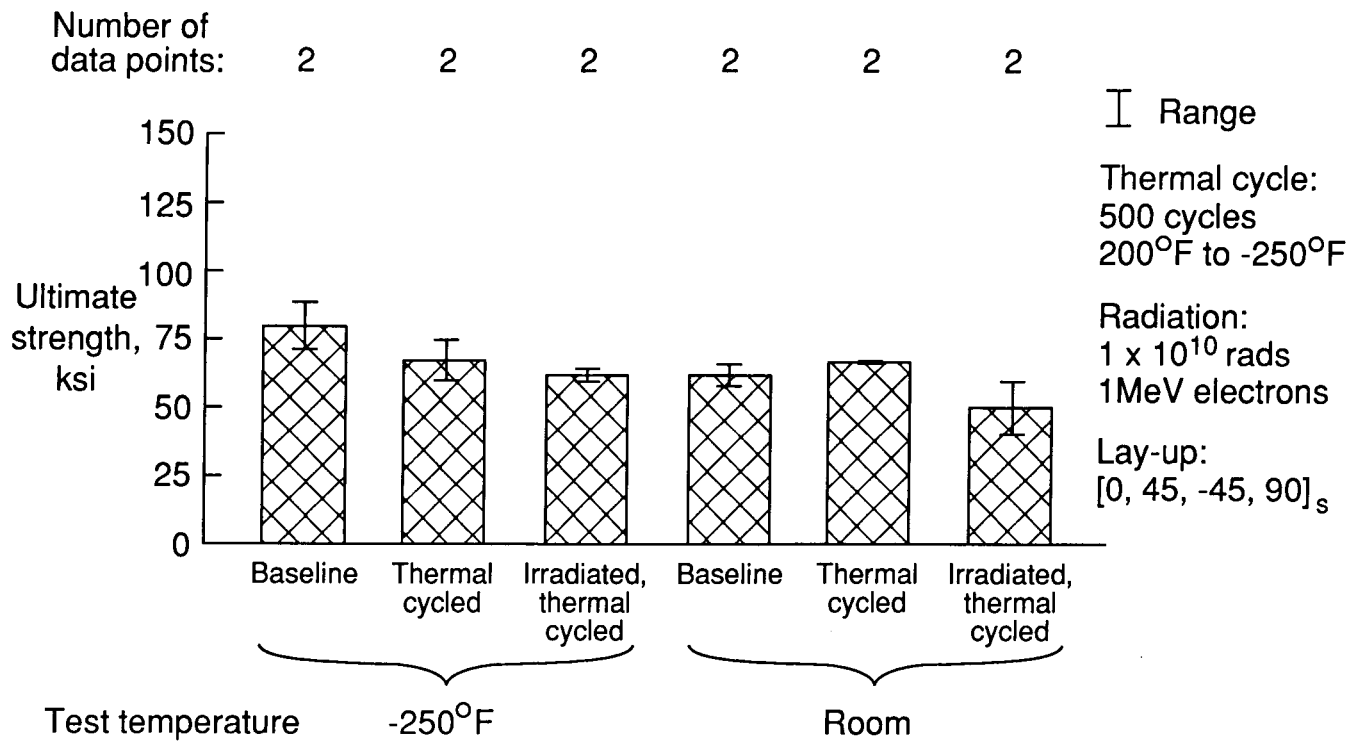 Number of
data points: 2 2 2 2 2 2
150
125
100
75
50
25
0
Ultimate
strength,
ksi
Range
Thermal cycle:
500 cycles
200°F to -250°F
Radiation:
1 x 10¹⁰ rads
1MeV electrons
Lay-up:
[0, 45, -45, 90]ₛ
Baseline
Thermal
cycled
Irradiated,
thermal
cycled
Baseline
Thermal
cycled
Irradiated,
thermal
cycled
Test temperature -250°F Room